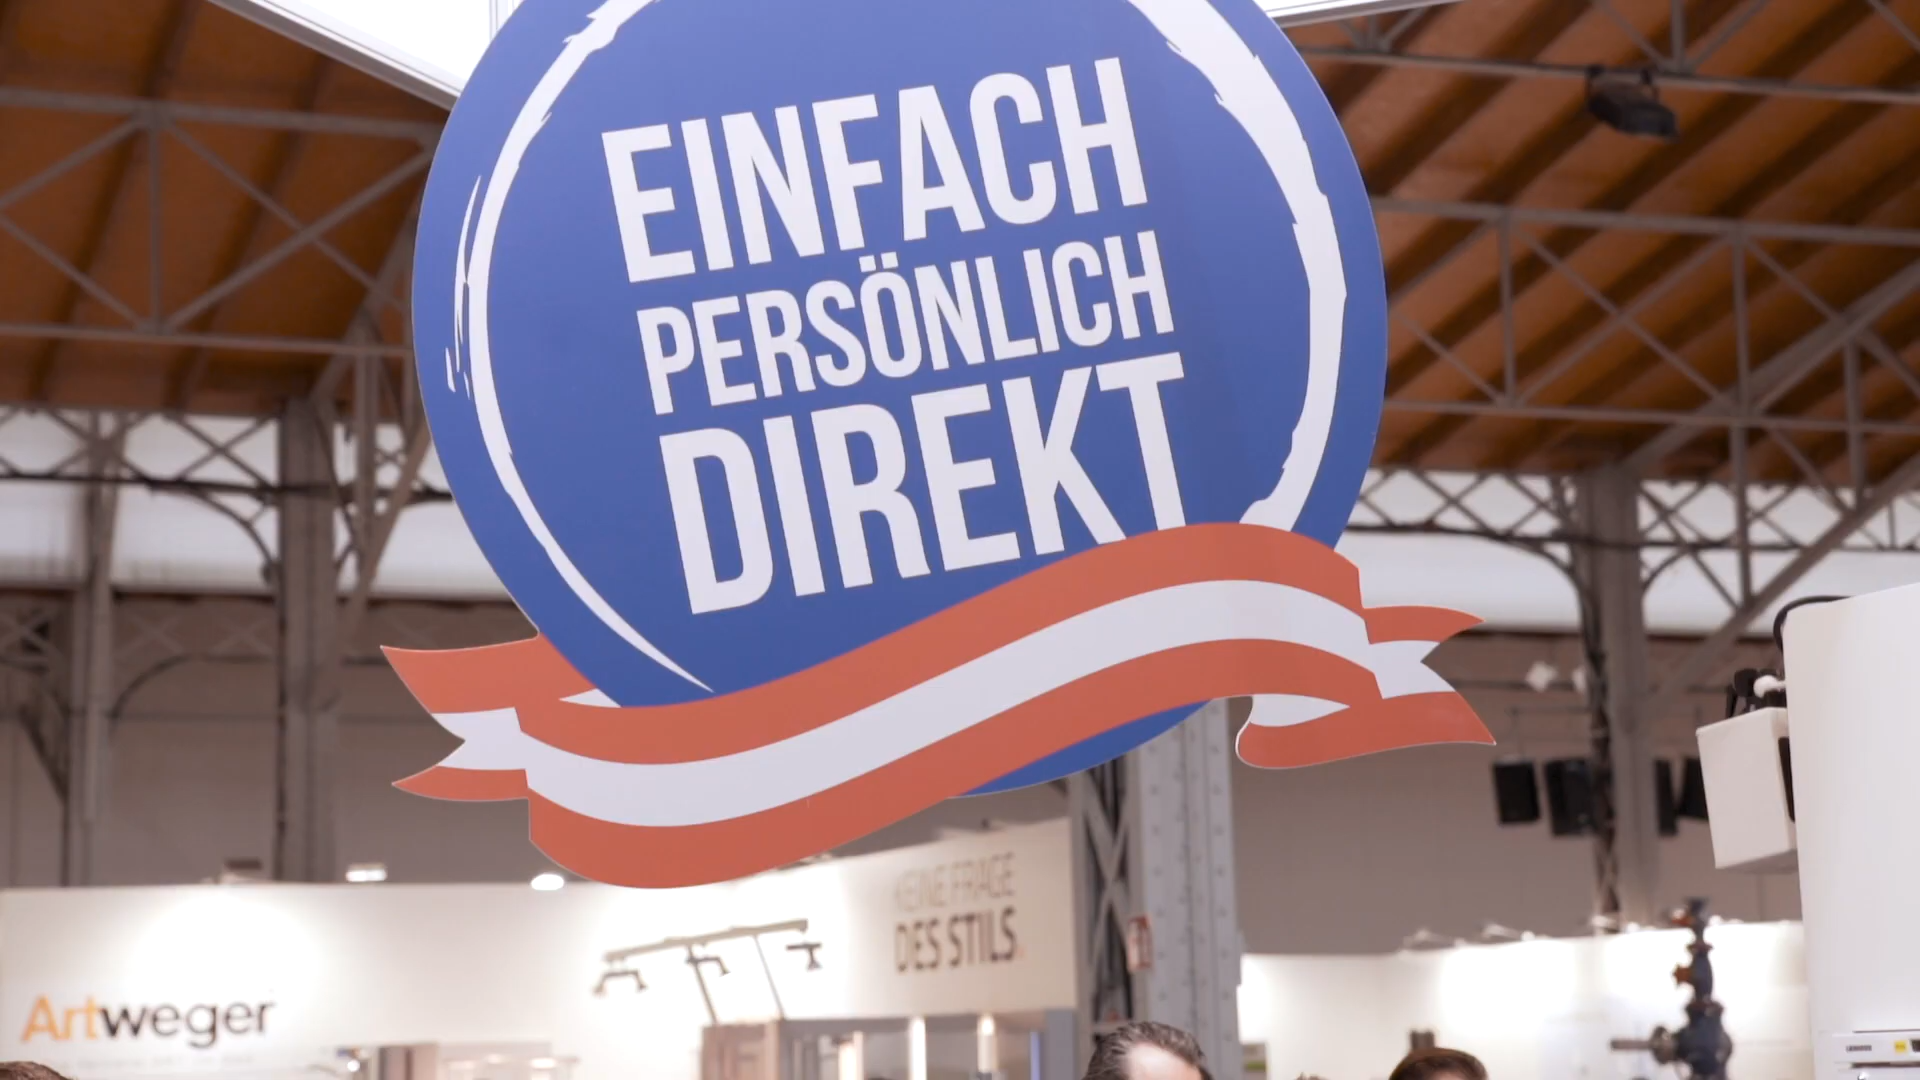 EINFACH
PERSÖNLICH
DIREKT
KEINE FRAGE
DES STILS.
Artweger